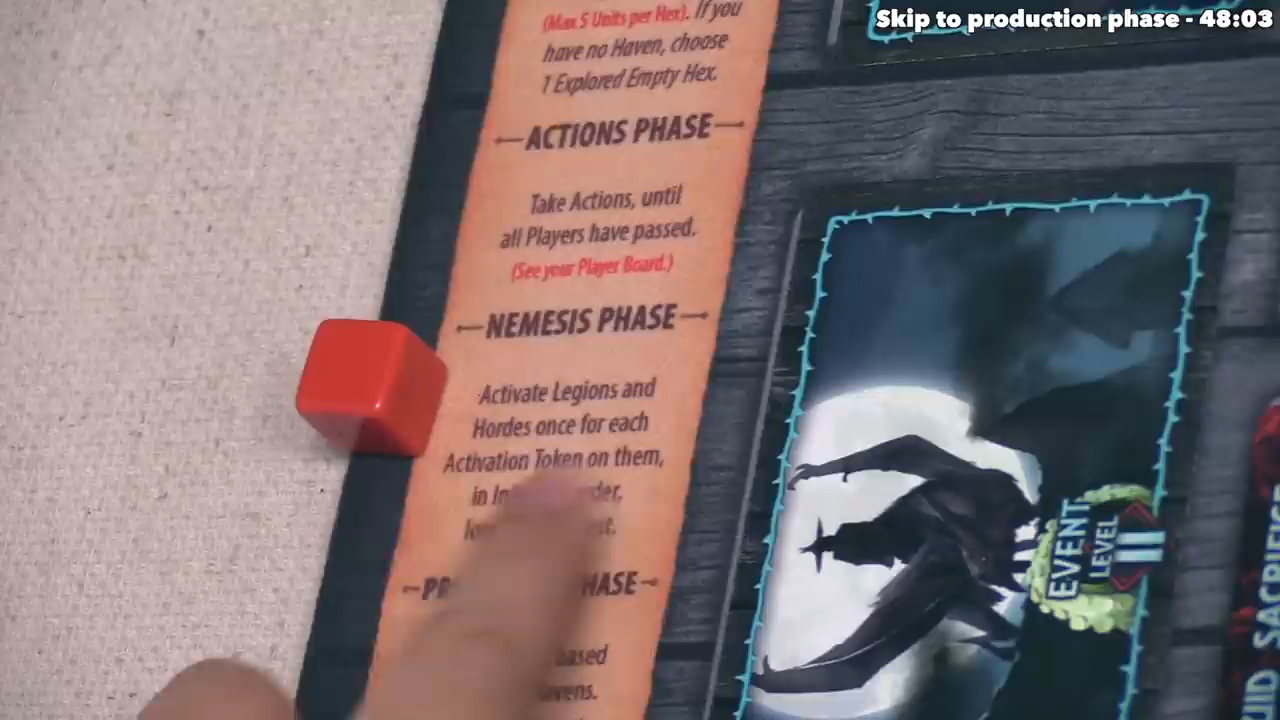 Skip to production phase - 48:03
(Max 5 Units per Hex). If you
have no Haven, choose
1 Explored Empty Hex.
ACTIONS PHASE
Take Actions, until
all Players have passed.
(See your Player Board.)
NEMESIS PHASE
Activate Legions and
Hordes once for each
Activation Token on them,
in
PHASE
based
EVENT
LEVEL
II
SACRIFICE